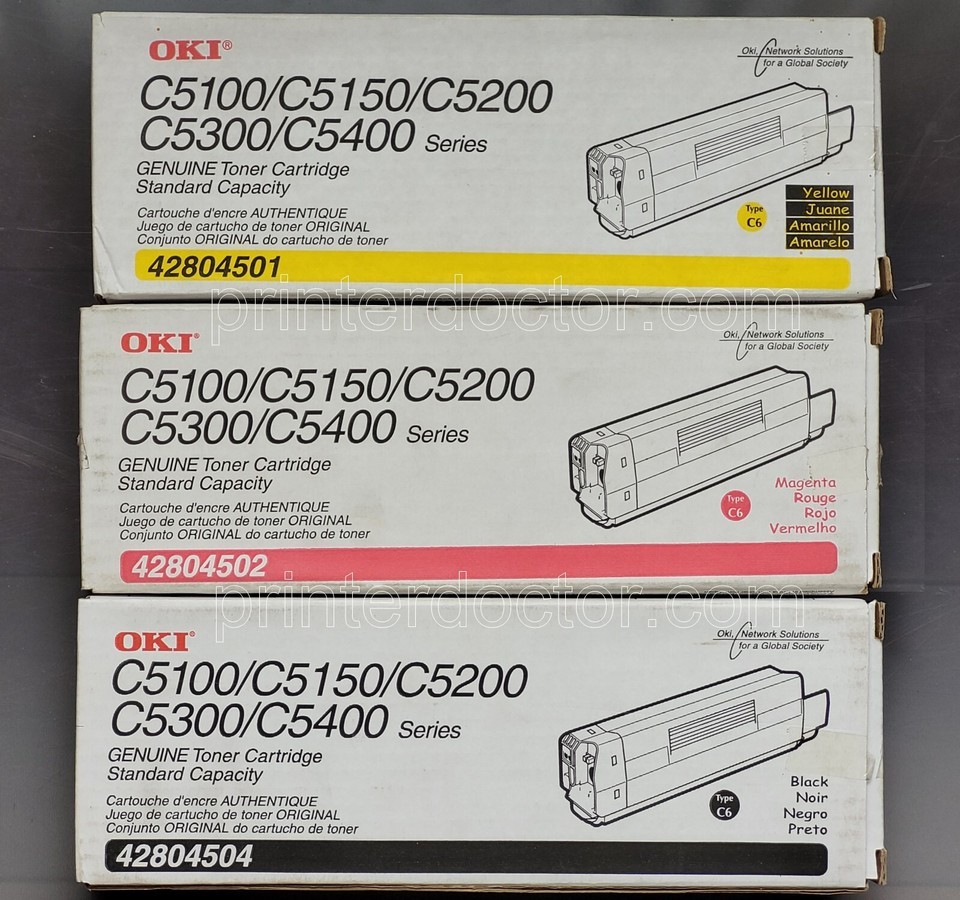 OKI®
Oki, Network Solutions
for a Global Society
C5100/C5150/C5200
C5300/C5400 Series
GENUINE Toner Cartridge
Standard Capacity
Cartouche d'encre AUTHENTIQUE
Juego de cartucho de toner ORIGINAL
Conjunto ORIGINAL do cartucho de toner
Type
C6
Yellow
Juane
Amarillo
Amarelo
42804501
printerdoctor.com
OKI®
Oki, Network Solutions
for a Global Society
C5100/C5150/C5200
C5300/C5400 Series
GENUINE Toner Cartridge
Standard Capacity
Cartouche d'encre AUTHENTIQUE
Juego de cartucho de toner ORIGINAL
Conjunto ORIGINAL do cartucho de toner
Type
C6
Magenta
Rouge
Rojo
Vermelho
42804502
printerdoctor.com
OKI®
Oki, Network Solutions
for a Global Society
C5100/C5150/C5200
C5300/C5400 Series
GENUINE Toner Cartridge
Standard Capacity
Cartouche d'encre AUTHENTIQUE
Juego de cartucho de toner ORIGINAL
Conjunto ORIGINAL do cartucho de toner
Type
C6
Black
Noir
Negro
Preto
42804504